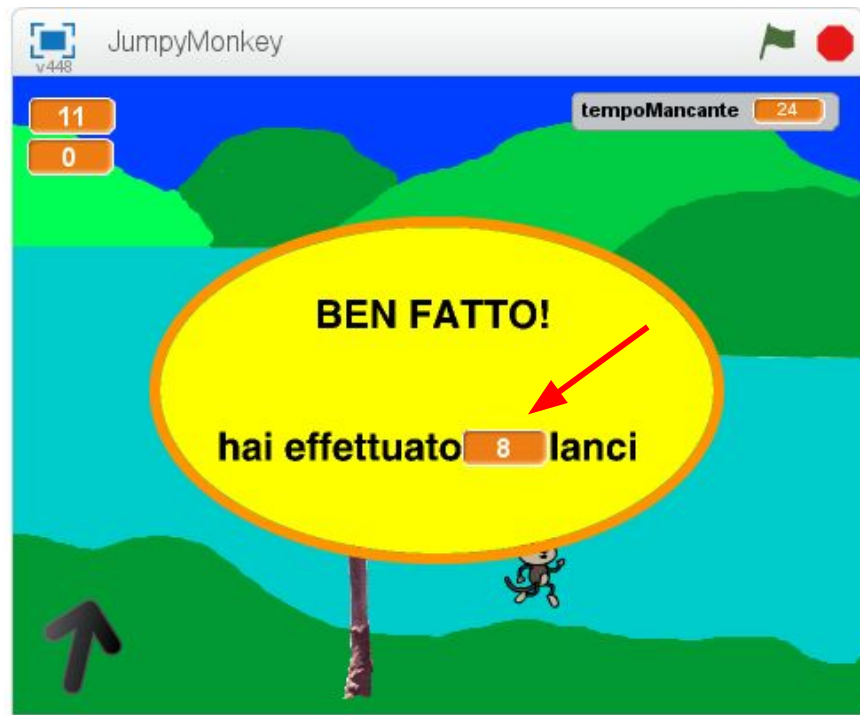 JumpyMonkey
v448
11
tempoMancante 24
0
BEN FATTO!
hai effettuato 8 lanci